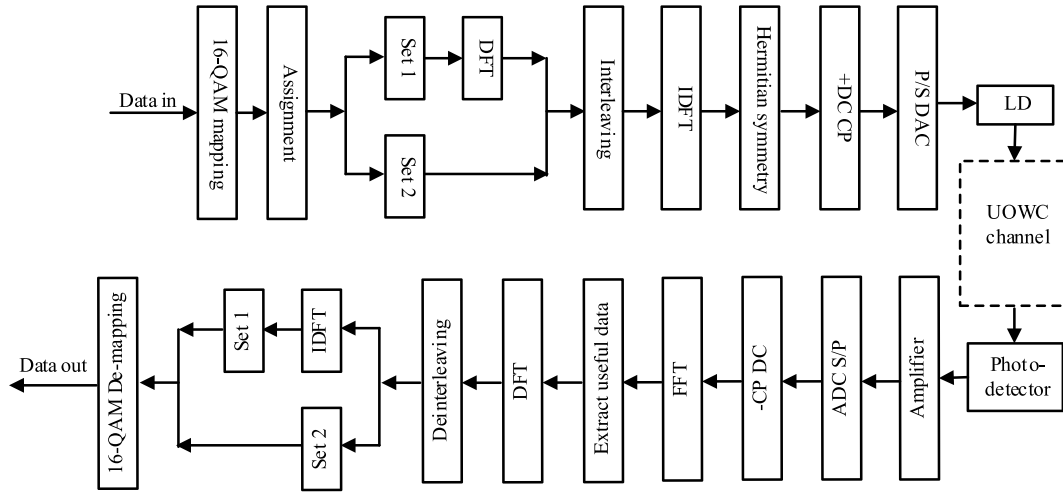 Data in
16-QAM mapping
Assignment
Set 1
DFT
Set 2
Interleaving
IDFT
Hermitian symmetry
+DC CP
P/S DAC
LD
UOWC
channel
Photo-
detector
Amplifier
ADC S/P
-CP DC
FFT
Extract useful data
DFT
Deinterleaving
IDFT
Set 1
Set 2
16-QAM De-mapping
Data out